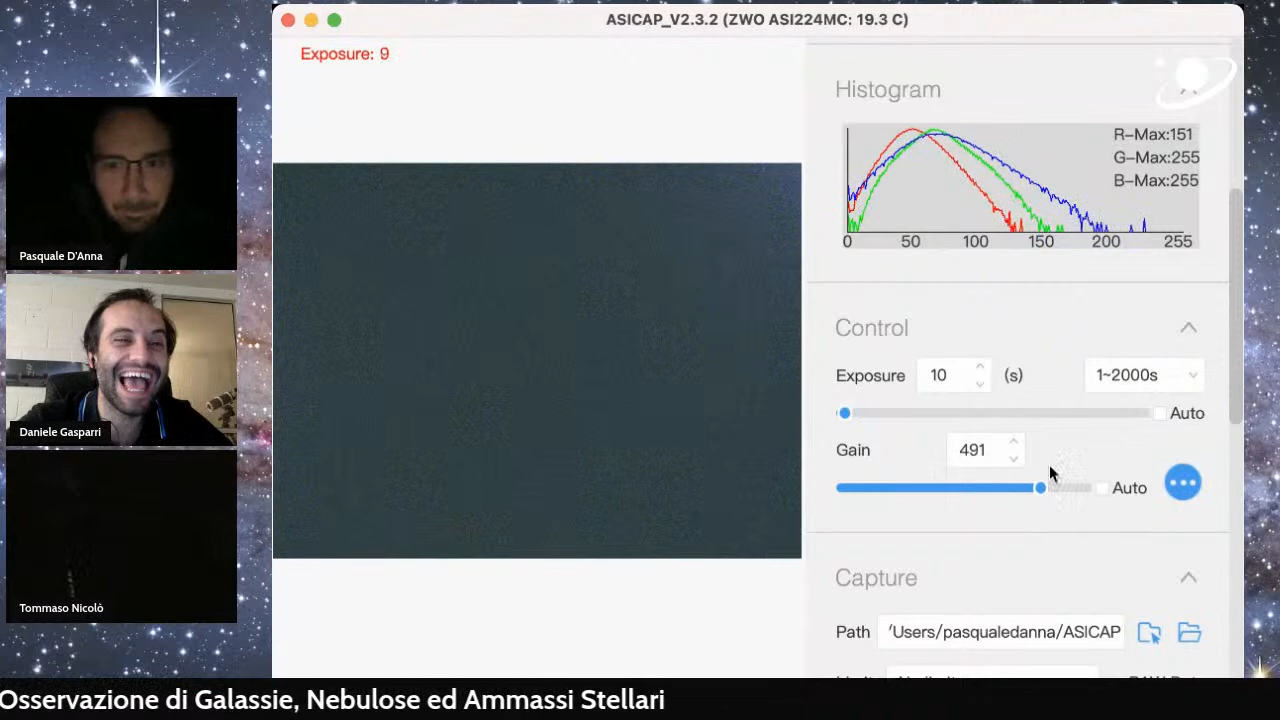 ASICAP_V2.3.2 (ZWO ASI224MC: 19.3 C)
Exposure: 9
Histogram
R-Max:151
G-Max:255
B-Max:255
0 50 100 150 200 255
Control
Exposure 10 (s) 1~2000s
Auto
Gain 491
Auto
Capture
Path 'Users/pasqualedanna/ASICAP
Pasquale D'Anna
Daniele Gasparri
Tommaso Nicolò
Osservazione di Galassie, Nebulose ed Ammassi Stellari